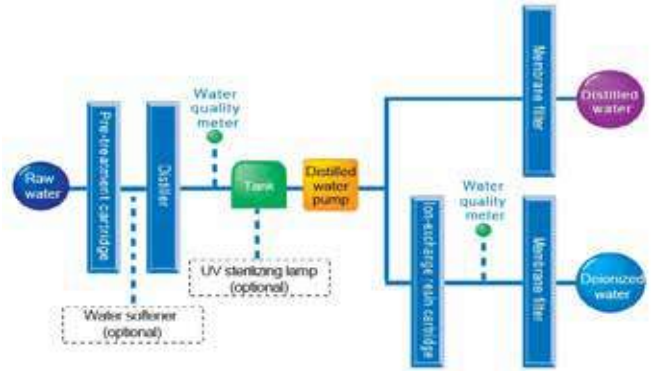 Raw
water
Pre-treatment cartridge
Water softener
(optional)
Distiller
Water
quality
meter
Tank
UV sterilizing lamp
(optional)
Distilled
water
pump
Membrane filter
Distilled
water
Ion-exchange resin cartridge
Water
quality
meter
Membrane filter
Deionized
water